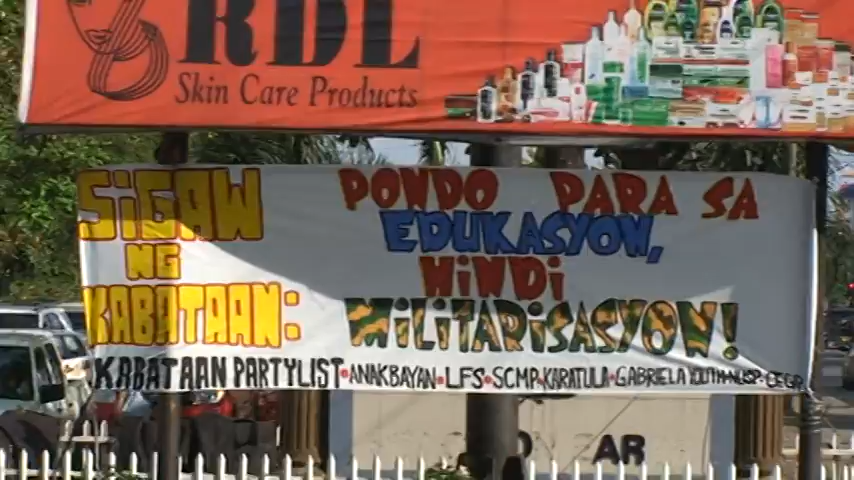 RDL
Skin Care Products
SiGAW
NG
KABATAAN:
PONDO PARA SA
EDUKASYON,
HiNDi
MiLiTARiSASYON!
KABATAAN PARTYLIST•ANAKBAYAN•LFS•SCMP•KARATULA•GABRIELA YOUTH•NUSP•CEGP
AR